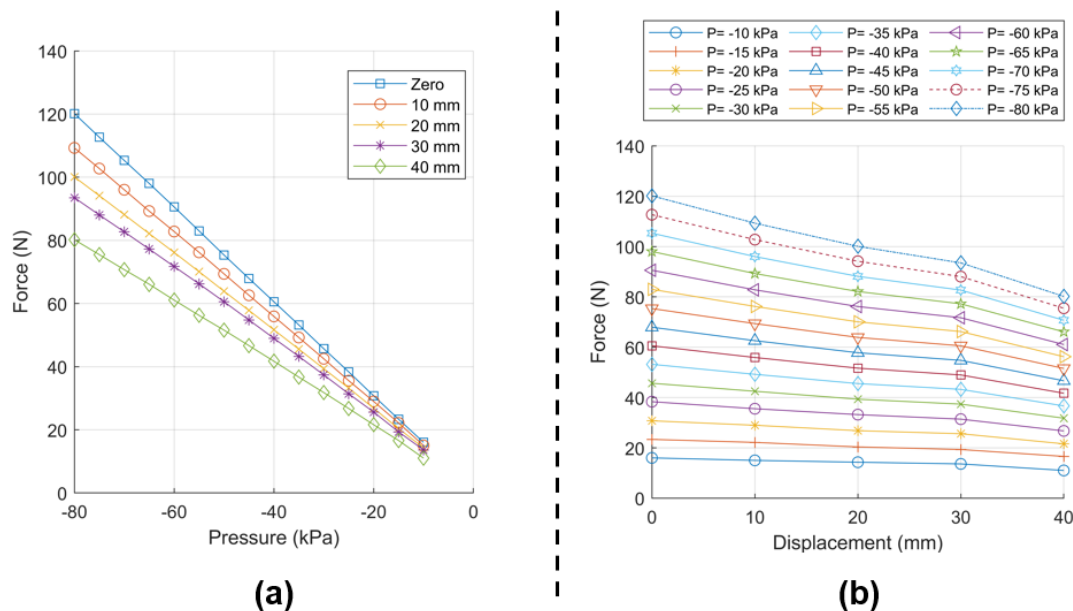 140
120
100
80
60
40
20
0
Force (N)
-80 -60 -40 -20 0
Pressure (kPa)
Zero
10 mm
20 mm
30 mm
40 mm
(a)
P= -10 kPa P= -35 kPa P= -60 kPa
P= -15 kPa P= -40 kPa P= -65 kPa
P= -20 kPa P= -45 kPa P= -70 kPa
P= -25 kPa P= -50 kPa P= -75 kPa
P= -30 kPa P= -55 kPa P= -80 kPa
140
120
100
80
60
40
20
0
Force (N)
0 10 20 30 40
Displacement (mm)
(b)